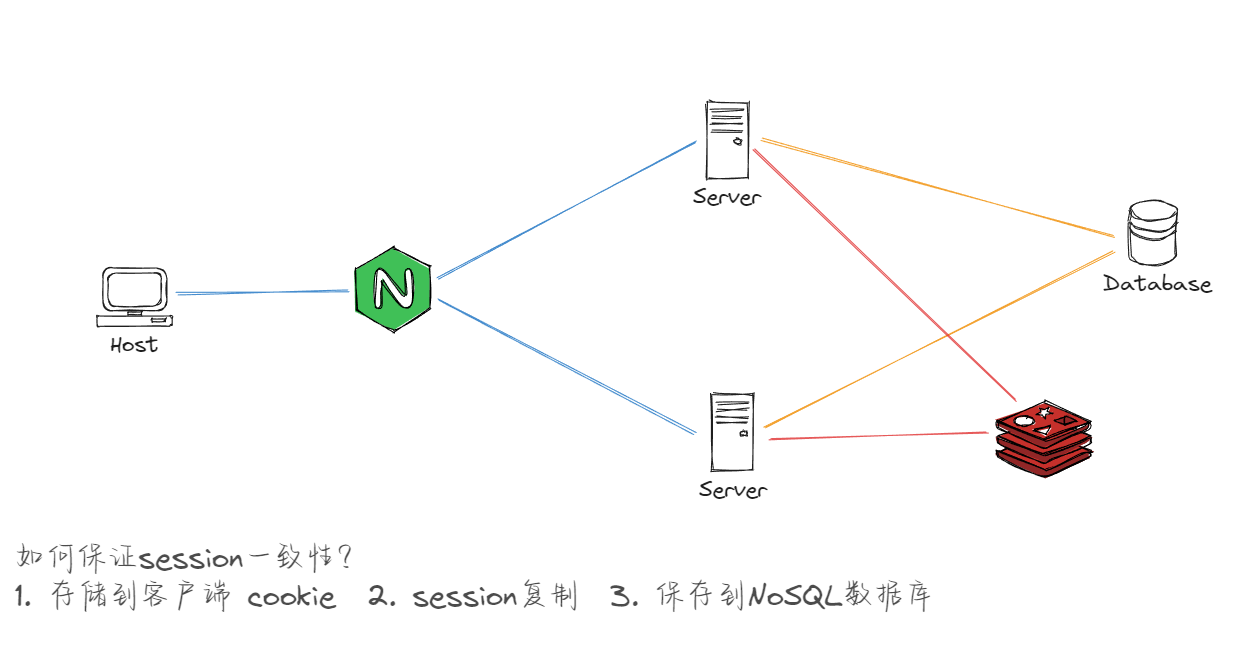 Server
Database
N
Host
Server
如何保证session一致性?
1. 存储到客户端 cookie 2. session复制 3. 保存到NoSQL数据库